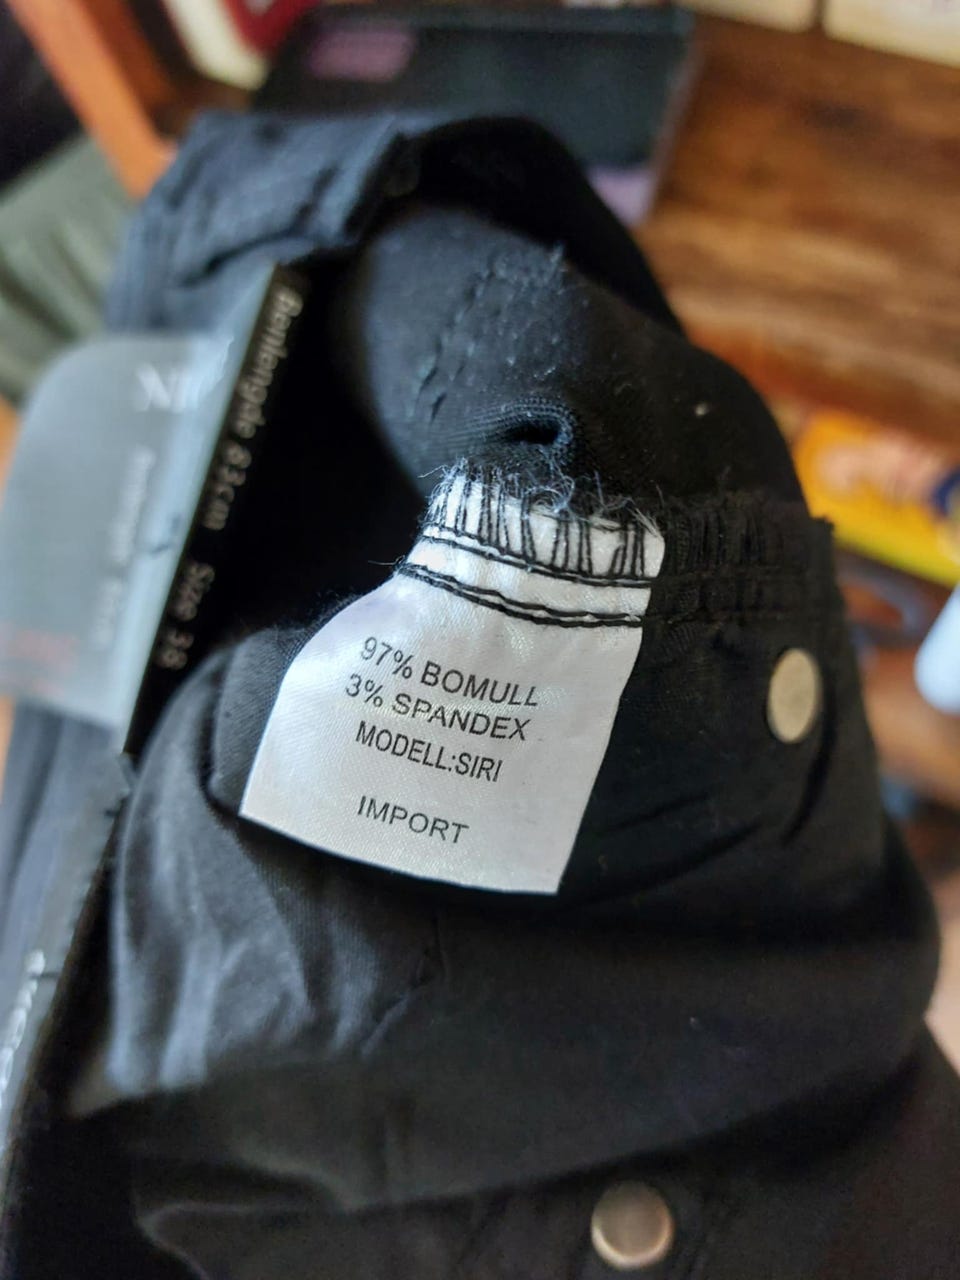 Benlengde 83cm Size 38
97% BOMULL
3% SPANDEX
MODELL:SIRI
IMPORT